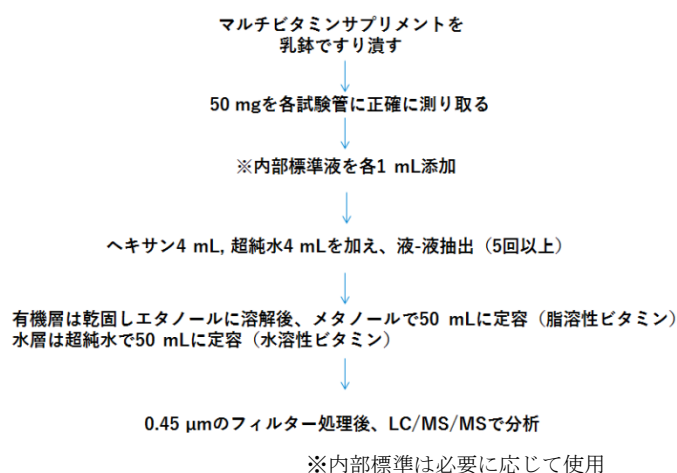 マルチビタミンサプリメントを
乳鉢ですり潰す
50 mgを各試験管に正確に測り取る
※内部標準液を各1 mL添加
ヘキサン4 mL, 超純水4 mLを加え、液-液抽出（5回以上）
有機層は乾固しエタノールに溶解後、メタノールで50 mLに定容（脂溶性ビタミン）
水層は超純水で50 mLに定容（水溶性ビタミン）
0.45 μmのフィルター処理後、LC/MS/MSで分析
※内部標準は必要に応じて使用